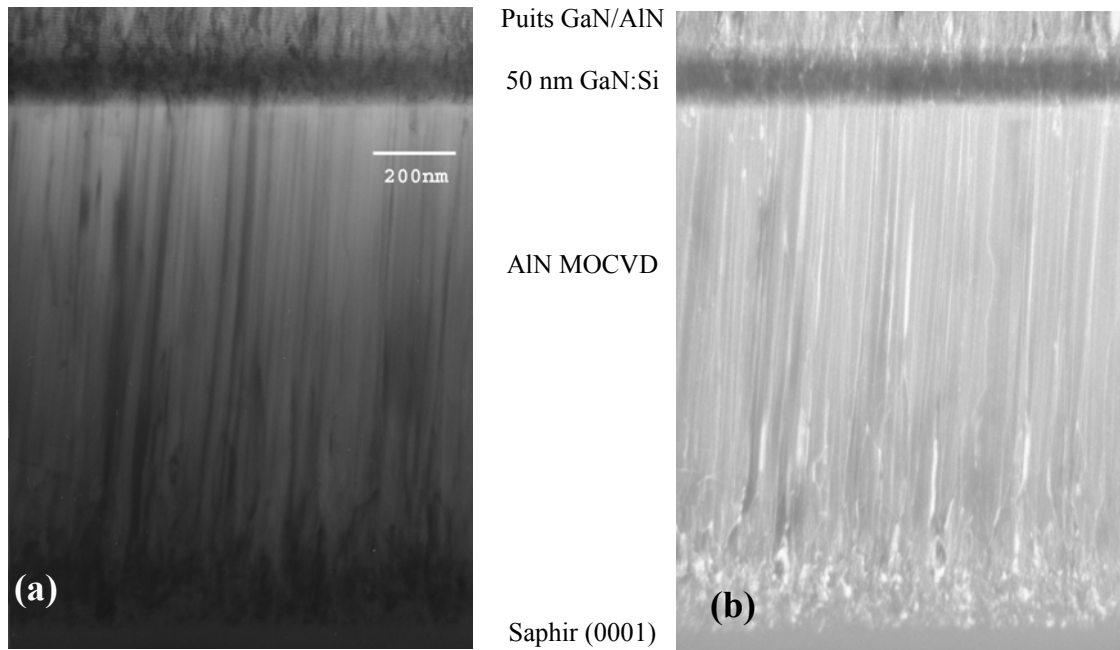 Puits GaN/AlN
50 nm GaN:Si
200nm
AlN MOCVD
(a)
(b)
Saphir (0001)